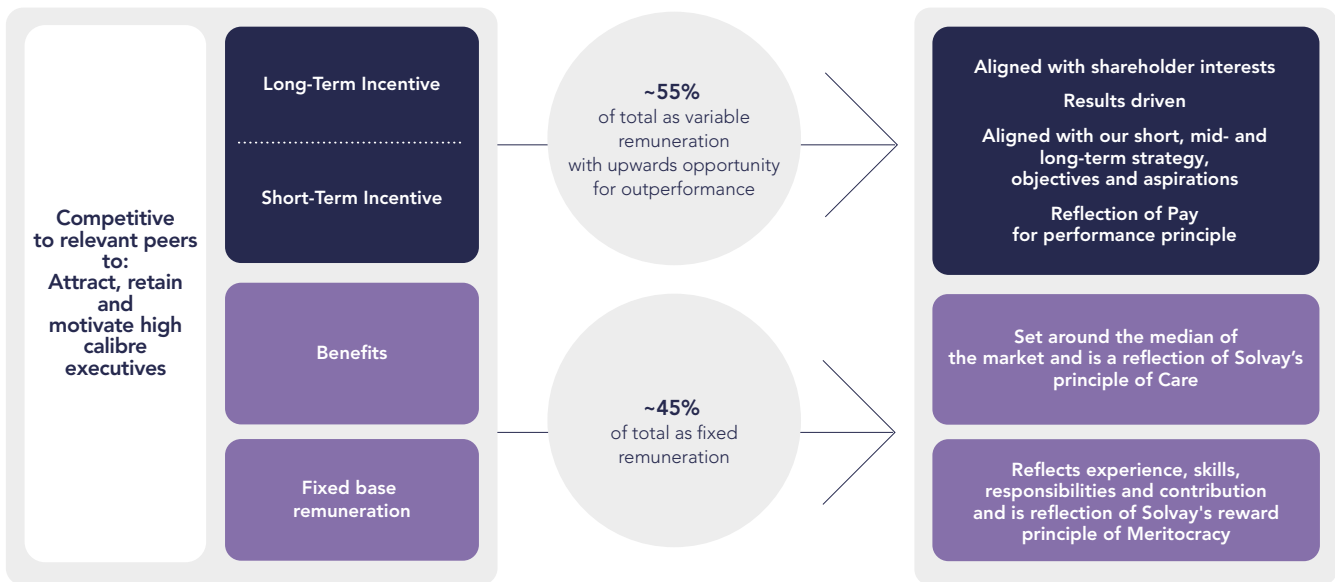 Competitive
to relevant peers
to:
Attract, retain
and
motivate high
calibre
executives
Long-Term Incentive
Short-Term Incentive
Benefits
Fixed base
remuneration
~55%
of total as variable
remuneration
with upwards opportunity
for outperformance
~45%
of total as fixed
remuneration
Aligned with shareholder interests
Results driven
Aligned with our short, mid- and
long-term strategy,
objectives and aspirations
Reflection of Pay
for performance principle
Set around the median of
the market and is a reflection of Solvay’s
principle of Care
Reflects experience, skills,
responsibilities and contribution
and is reflection of Solvay's reward
principle of Meritocracy